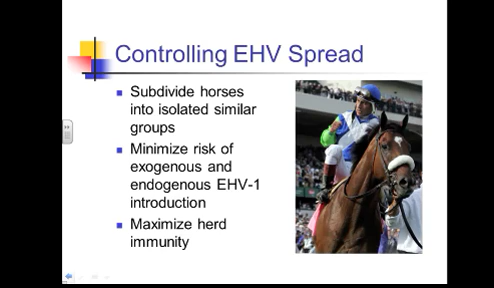 Controlling EHV Spread
Subdivide horses
into isolated similar
groups
Minimize risk of
exogenous and
endogenous EHV-1
introduction
Maximize herd
immunity